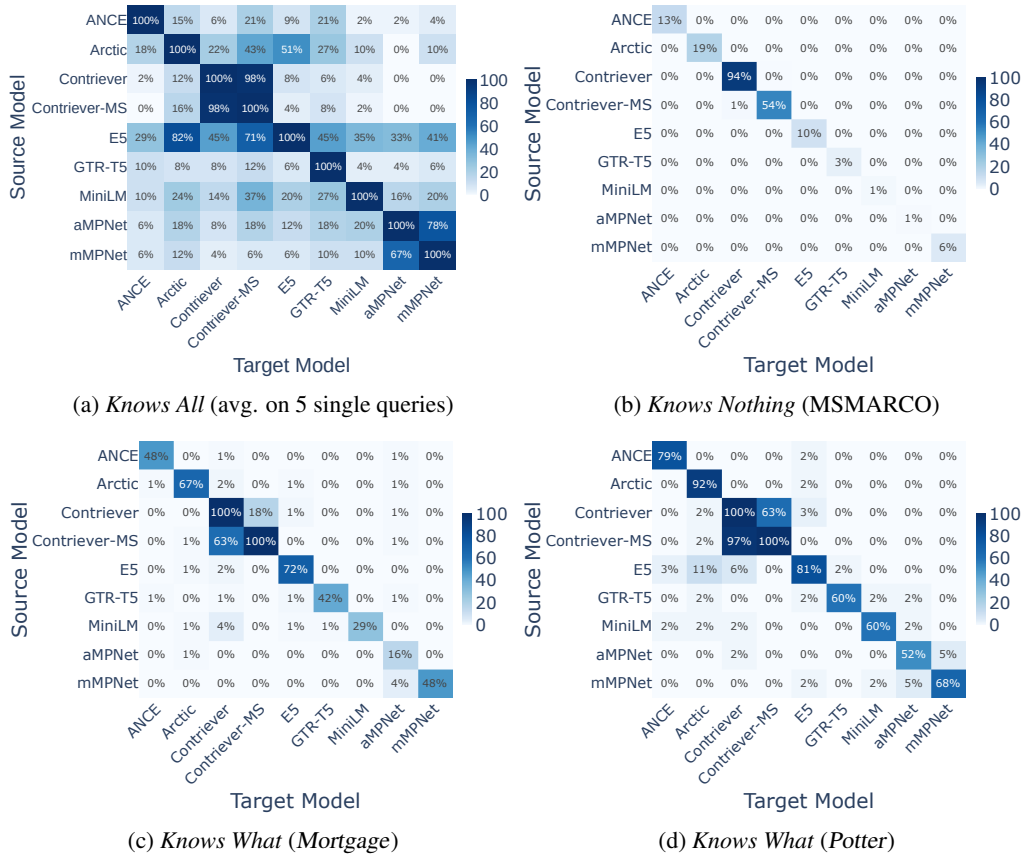 ANCE 100% 15% 6% 21% 9% 21% 2% 2% 4%
Arctic 18% 100% 22% 43% 51% 27% 10% 0% 10%
Contriever 2% 12% 100% 98% 8% 6% 4% 0% 0%
Contriever-MS 0% 16% 98% 100% 4% 8% 2% 0% 0%
E5 29% 82% 45% 71% 100% 45% 35% 33% 41%
GTR-T5 10% 8% 8% 12% 6% 100% 4% 4% 6%
MiniLM 10% 24% 14% 37% 20% 27% 100% 16% 20%
aMPNet 6% 18% 8% 18% 12% 18% 20% 100% 78%
mMPNet 6% 12% 4% 6% 6% 10% 10% 67% 100%
Source Model
100
80
60
40
20
0
ANCE Arctic Contriever Contriever-MS E5 GTR-T5 MiniLM aMPNet mMPNet
Target Model
(a) Knows All (avg. on 5 single queries)
ANCE 13% 0% 0% 0% 0% 0% 0% 0% 0%
Arctic 0% 19% 0% 0% 0% 0% 0% 0% 0%
Contriever 0% 0% 94% 0% 0% 0% 0% 0% 0%
Contriever-MS 0% 0% 1% 54% 0% 0% 0% 0% 0%
E5 0% 0% 0% 0% 10% 0% 0% 0% 0%
GTR-T5 0% 0% 0% 0% 0% 3% 0% 0% 0%
MiniLM 0% 0% 0% 0% 0% 0% 1% 0% 0%
aMPNet 0% 0% 0% 0% 0% 0% 0% 1% 0%
mMPNet 0% 0% 0% 0% 0% 0% 0% 0% 6%
Source Model
100
80
60
40
20
0
ANCE Arctic Contriever Contriever-MS E5 GTR-T5 MiniLM aMPNet mMPNet
Target Model
(b) Knows Nothing (MSMARCO)
ANCE 48% 0% 1% 0% 0% 0% 0% 1% 0%
Arctic 1% 67% 2% 0% 1% 0% 0% 1% 0%
Contriever 0% 0% 100% 18% 1% 0% 0% 1% 0%
Contriever-MS 0% 1% 63% 100% 0% 0% 0% 1% 0%
E5 0% 1% 2% 0% 72% 0% 0% 0% 0%
GTR-T5 1% 0% 0% 0% 1% 42% 0% 1% 0%
MiniLM 0% 0% 4% 0% 1% 1% 29% 0% 0%
aMPNet 0% 1% 0% 0% 0% 0% 0% 16% 0%
mMPNet 0% 0% 0% 0% 0% 0% 0% 4% 48%
Source Model
100
80
60
40
20
0
ANCE Arctic Contriever Contriever-MS E5 GTR-T5 MiniLM aMPNet mMPNet
Target Model
(c) Knows What (Mortgage)
ANCE 79% 0% 0% 0% 2% 0% 0% 0% 0%
Arctic 0% 92% 0% 0% 0% 0% 0% 0% 0%
Contriever 0% 2% 100% 63% 3% 0% 0% 0% 0%
Contriever-MS 0% 2% 97% 100% 0% 0% 0% 0% 0%
E5 3% 11% 6% 0% 81% 2% 0% 0% 0%
GTR-T5 0% 2% 0% 0% 2% 60% 2% 2% 0%
MiniLM 2% 2% 2% 0% 0% 0% 60% 2% 0%
aMPNet 0% 0% 2% 0% 0% 0% 0% 52% 5%
mMPNet 0% 0% 0% 0% 2% 0% 2% 5% 68%
Source Model
100
80
60
40
20
0
ANCE Arctic Contriever Contriever-MS E5 GTR-T5 MiniLM aMPNet mMPNet
Target Model
(d) Knows What (Potter)